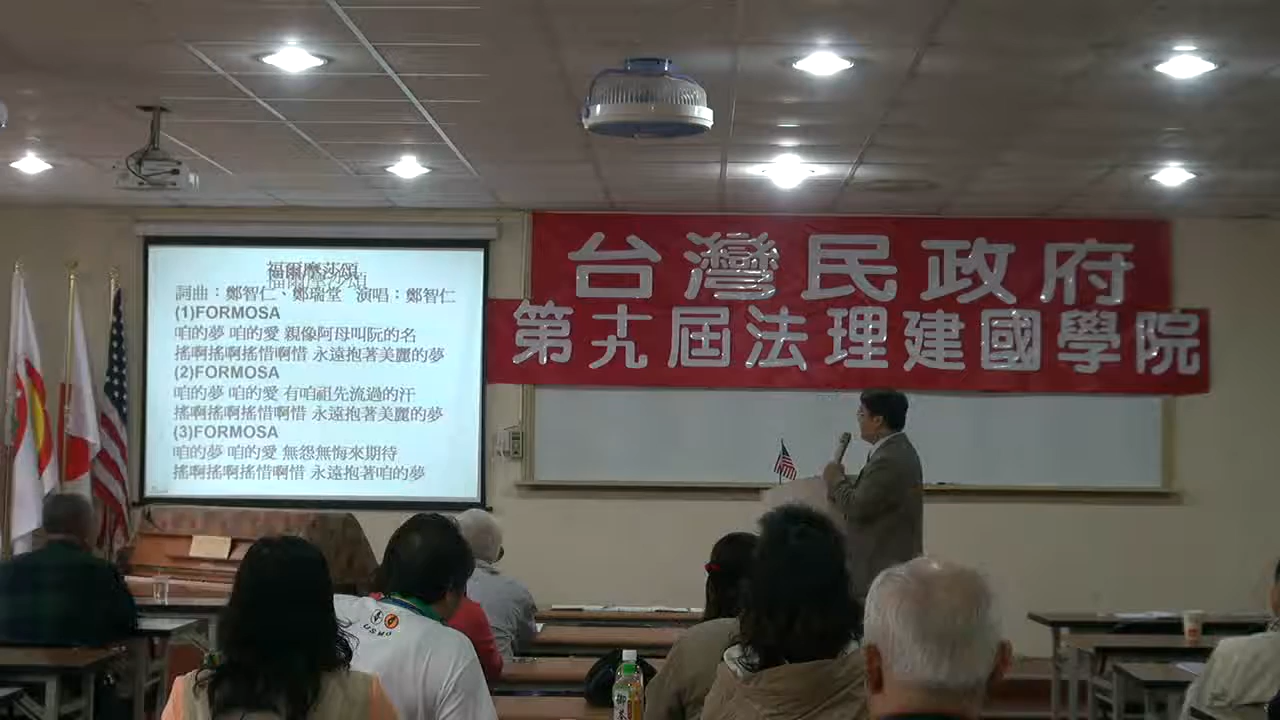 福爾摩莎頌
福爾摩沙頌
詞曲：鄭智仁、鄭瑞堂 演唱：鄭智仁
(1)FORMOSA
咱的夢 咱的愛 親像阿母叫阮的名
搖啊搖啊搖惜啊惜 永遠抱著美麗的夢
(2)FORMOSA
咱的夢 咱的愛 有咱祖先流過的汗
搖啊搖啊搖惜啊惜 永遠抱著美麗的夢
(3)FORMOSA
咱的夢 咱的愛 無怨無悔來期待
搖啊搖啊搖惜啊惜 永遠抱著咱的夢
台灣民政府
第九屆法理建國學院
USMG